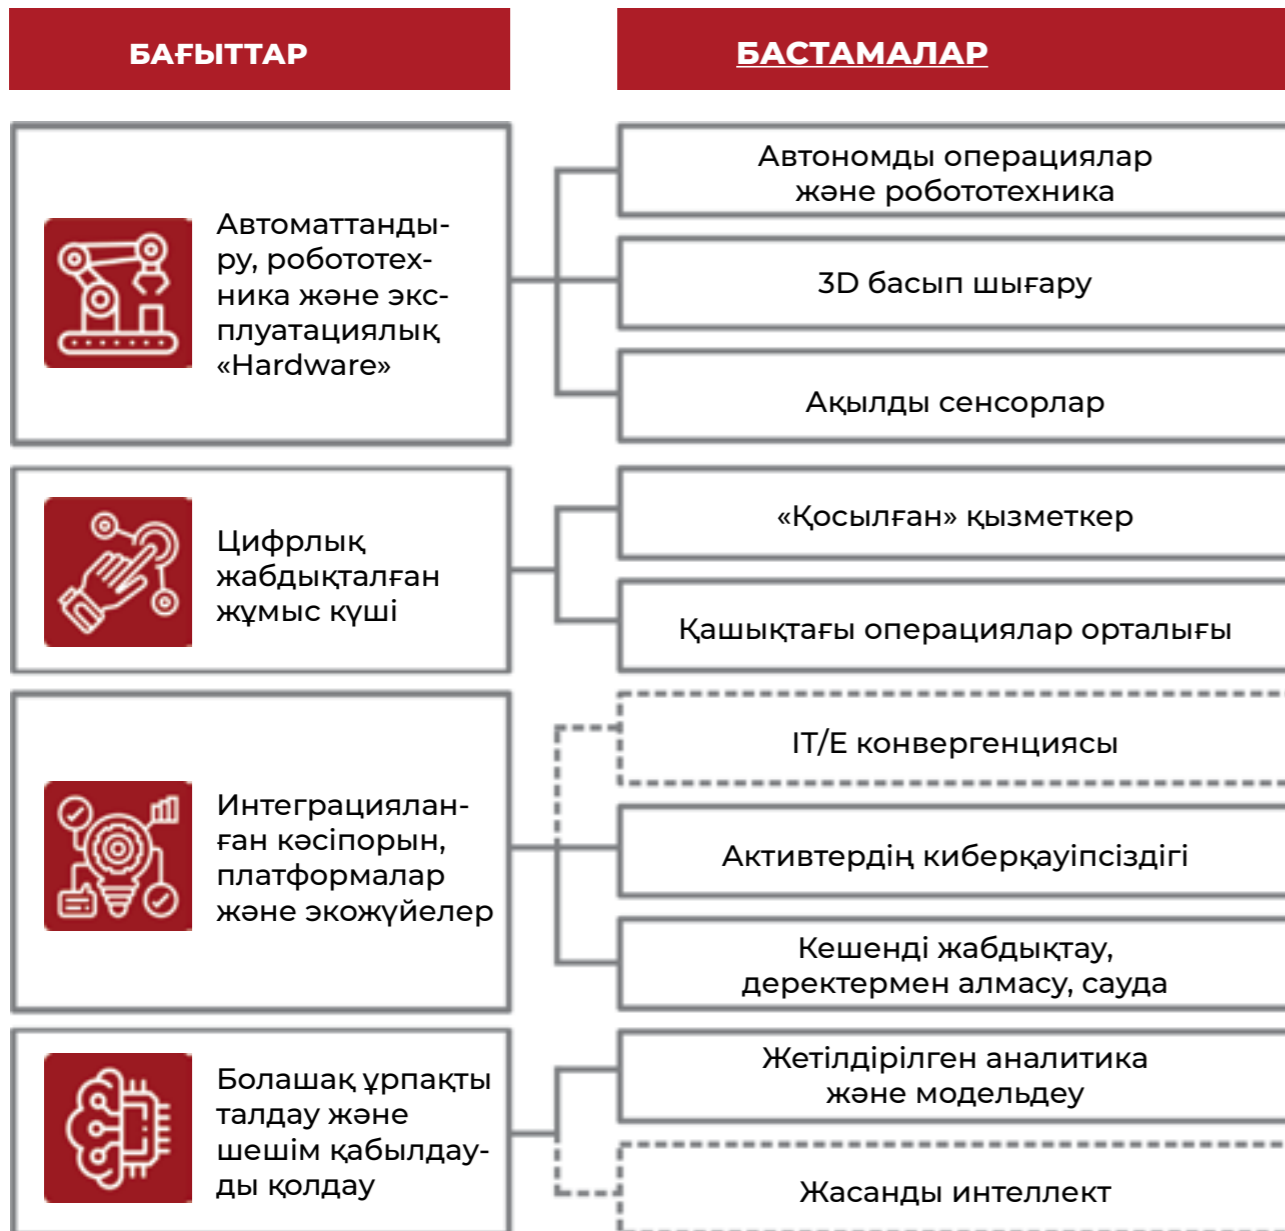 БАҒЫТТАР
БАСТАМАЛАР
Автоматтанды-
ру, робототех-
ника және экс-
плуатациялық
«Hardware»
Автономды операциялар
және робототехника
3D басып шығару
Ақылды сенсорлар
Цифрлық
жабдықталған
жұмыс күші
«Қосылған» қызметкер
Қашықтағы операциялар орталығы
Интеграциялан-
ған кәсіпорын,
платформалар
және экожүйелер
IT/E конвергенциясы
Активтердің киберқауіпсіздігі
Кешенді жабдықтау,
деректермен алмасу, сауда
Болашақ ұрпақты
талдау және
шешім қабылдау-
ды қолдау
Жетілдірілген аналитика
және модельдеу
Жасанды интеллект